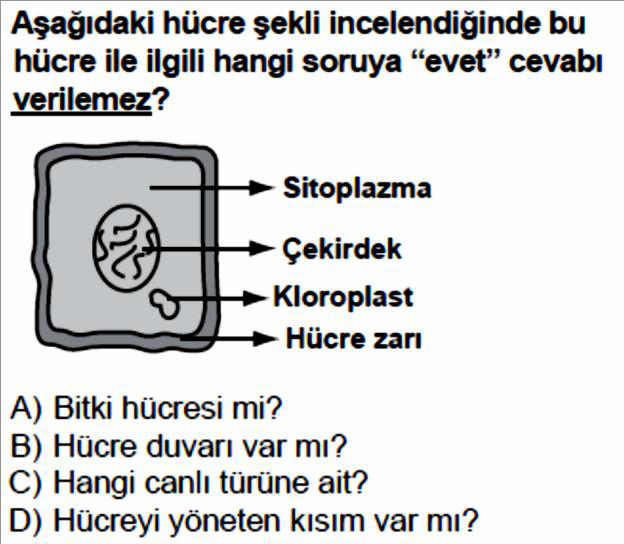 Aşağıdaki hücre şekli incelendiğinde bu
hücre ile ilgili hangi soruya “evet” cevabı
verilemez?
Sitoplazma
Çekirdek
Kloroplast
Hücre zarı
A) Bitki hücresi mi?
B) Hücre duvarı var mı?
C) Hangi canlı türüne ait?
D) Hücreyi yöneten kısım var mı?